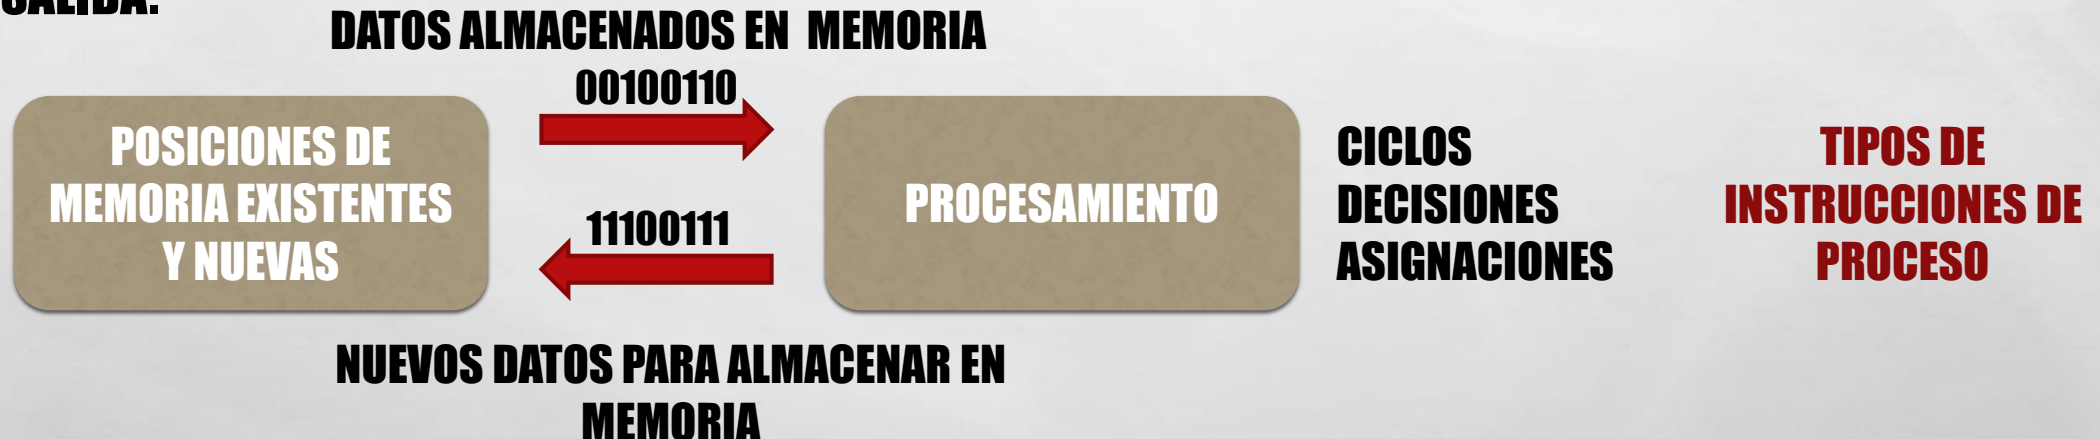 SALIDA:
DATOS ALMACENADOS EN MEMORIA
00100110
POSICIONES DE
MEMORIA EXISTENTES
Y NUEVAS
11100111
PROCESAMIENTO
CICLOS
DECISIONES
ASIGNACIONES
TIPOS DE
INSTRUCCIONES DE
PROCESO
NUEVOS DATOS PARA ALMACENAR EN
MEMORIA